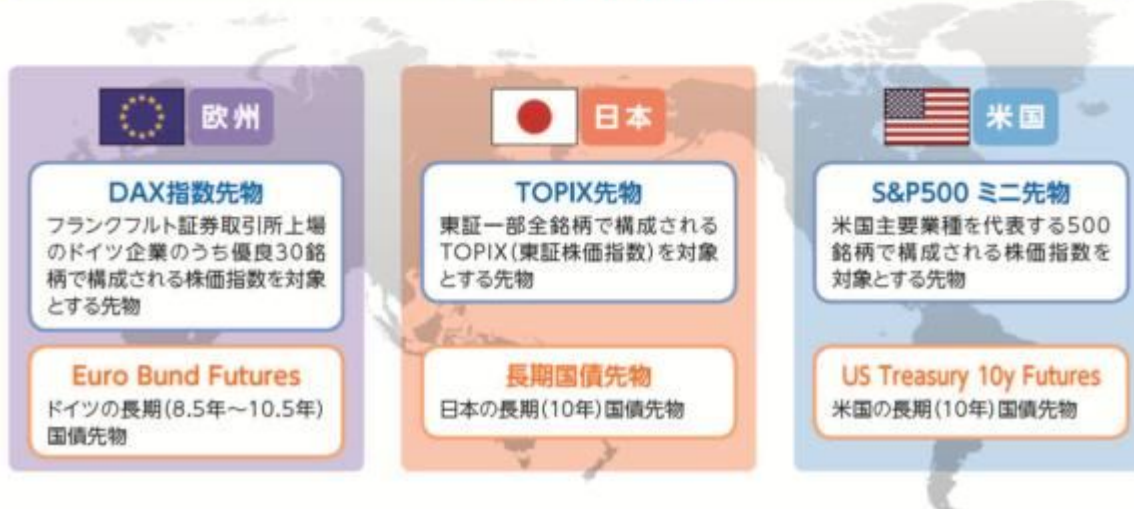 欧州
DAX指数先物
フランクフルト証券取引所上場
のドイツ企業のうち優良30銘
柄で構成される株価指数を対象
とする先物
Euro Bund Futures
ドイツの長期(8.5年〜10.5年)
国債先物
日本
TOPIX先物
東証一部全銘柄で構成される
TOPIX(東証株価指数)を対象
とする先物
長期国債先物
日本の長期(10年)国債先物
米国
S&P500 ミニ先物
米国主要業種を代表する500
銘柄で構成される株価指数を
対象とする先物
US Treasury 10y Futures
米国の長期(10年)国債先物